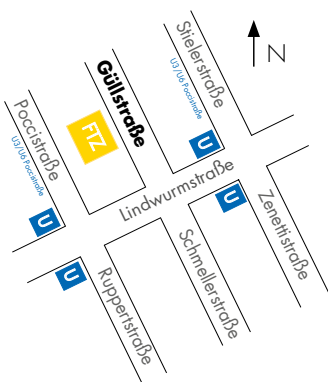 Stielerstraße
N
Güllstraße
U3/U6 Poccistraße
Poccistraße
FTZ
U3/U6 Poccistraße
U
Lindwurmstraße
U
Zenettistraße
U
Schmellerstraße
U
Ruppertstraße